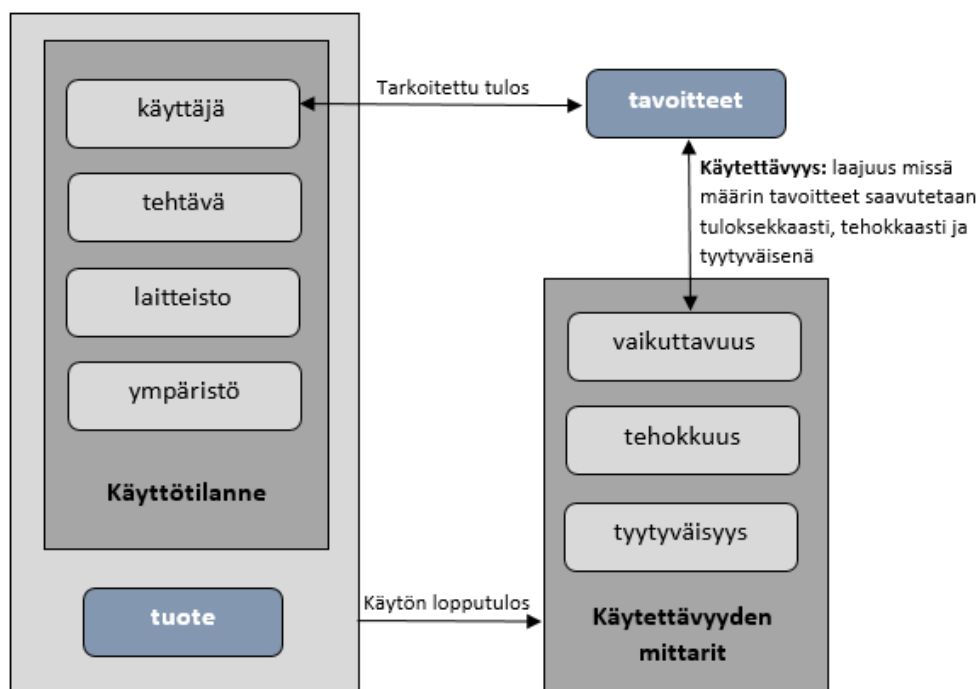 käyttäjä
tehtävä
laitteisto
ympäristö
Käyttötilanne
tuote
Tarkoitettu tulos
tavoitteet
Käytettävyys: laajuus missä
määrin tavoitteet saavutetaan
tuloksekkaasti, tehokkaasti ja
tyytyväisenä
Käytön lopputulos
vaikuttavuus
tehokkuus
tyytyväisyys
Käytettävyyden
mittarit